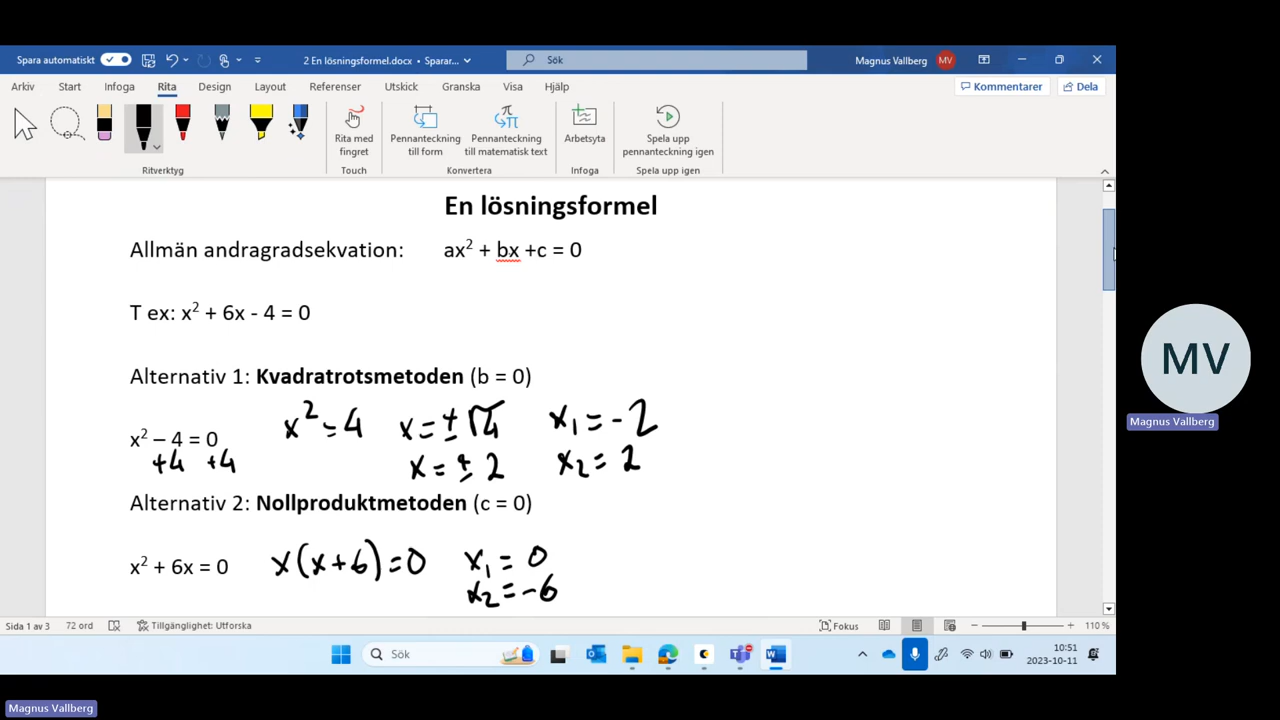 Spara automatiskt
2 En lösningsformel.docx • Sparar...
Sök
Magnus Vallberg
MV
Arkiv Start Infoga Rita Design Layout Referenser Utskick Granska Visa Hjälp
Kommentarer
Dela
Rita med fingret
Pennanteckning till form
Pennanteckning till matematisk text
Arbetsyta
Spela upp pennanteckning igen
Ritverktyg
Touch
Konvertera
Infoga
Spela upp igen
En lösningsformel
Allmän andragradsekvation: ax² + bx +c = 0
T ex: x² + 6x - 4 = 0
Alternativ 1: Kvadratrotsmetoden (b = 0)
x² = 4 x = ±√4 x₁ = -2
x² – 4 = 0
+4 +4 x = ± 2 x₂ = 2
Alternativ 2: Nollproduktmetoden (c = 0)
x² + 6x = 0 x(x+6) = 0 x₁ = 0
x₂ = -6
Sida 1 av 3 72 ord Tillgänglighet: Utforska
Fokus
110 %
Sök
10:51
2023-10-11
MV
Magnus Vallberg
Magnus Vallberg